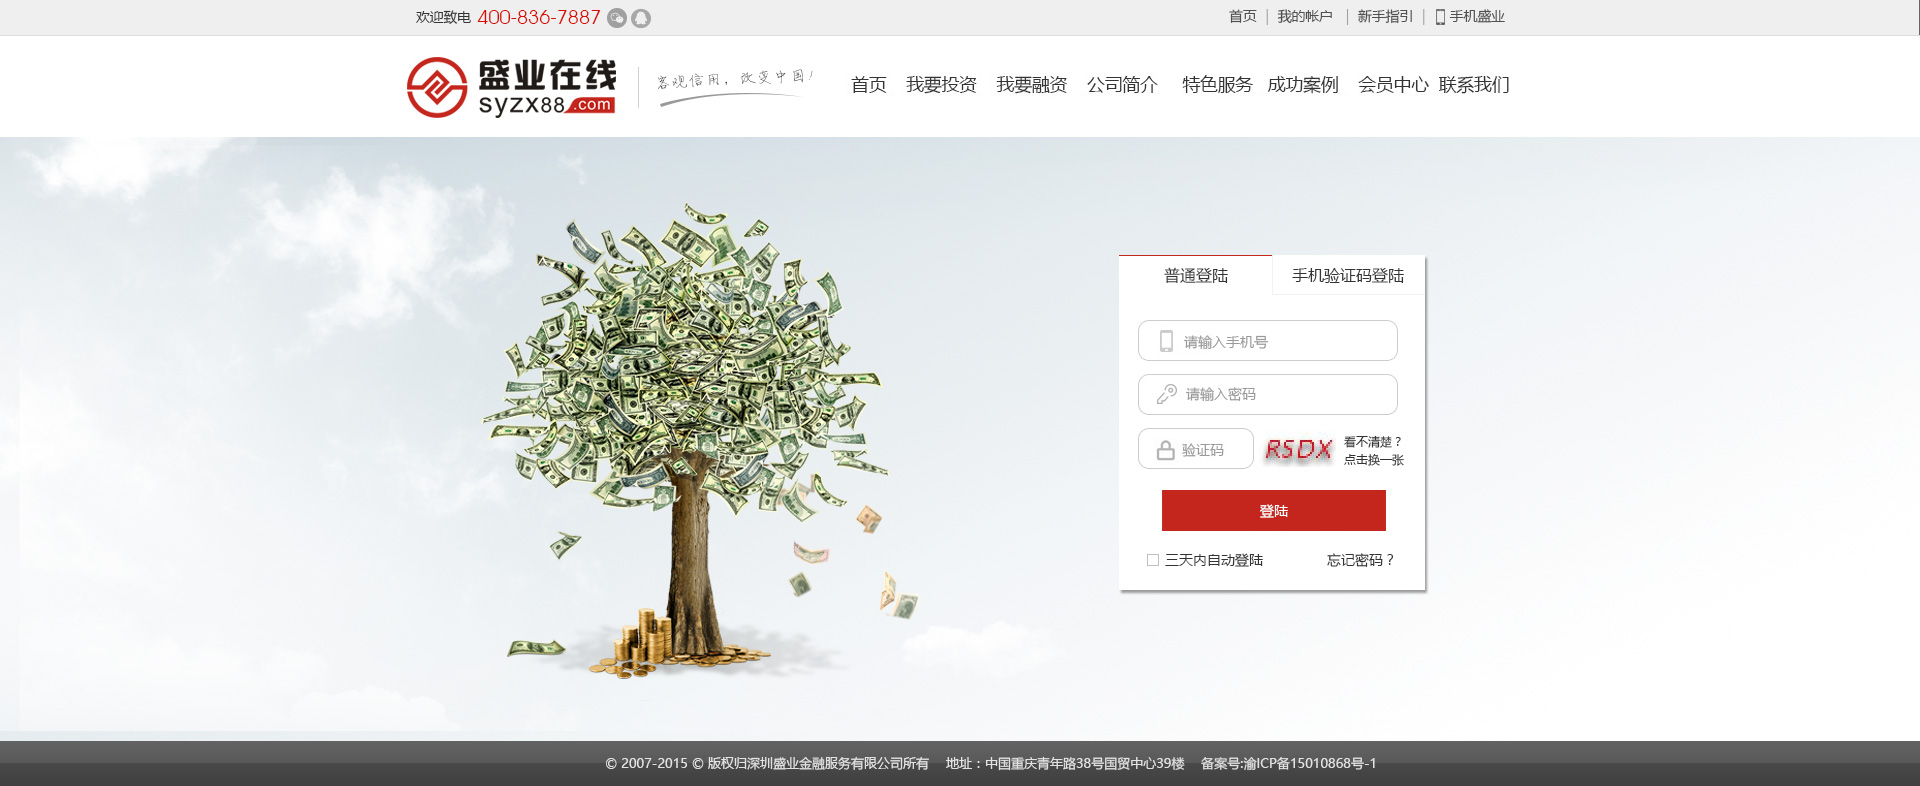 欢迎致电 400-836-7887
首页 | 我的帐户 | 新手指引 | 手机盛业
盛业在线
syzx88.com
客观信用，改变中国！
首页 我要投资 我要融资 公司简介 特色服务 成功案例 会员中心 联系我们
普通登陆 手机验证码登陆
请输入手机号
请输入密码
验证码 RSDX 看不清楚？
点击换一张
登陆
三天内自动登陆 忘记密码？
© 2007-2015 © 版权归深圳盛业金融服务有限公司所有 地址：中国重庆青年路38号国贸中心39楼 备案号:渝ICP备15010868号-1